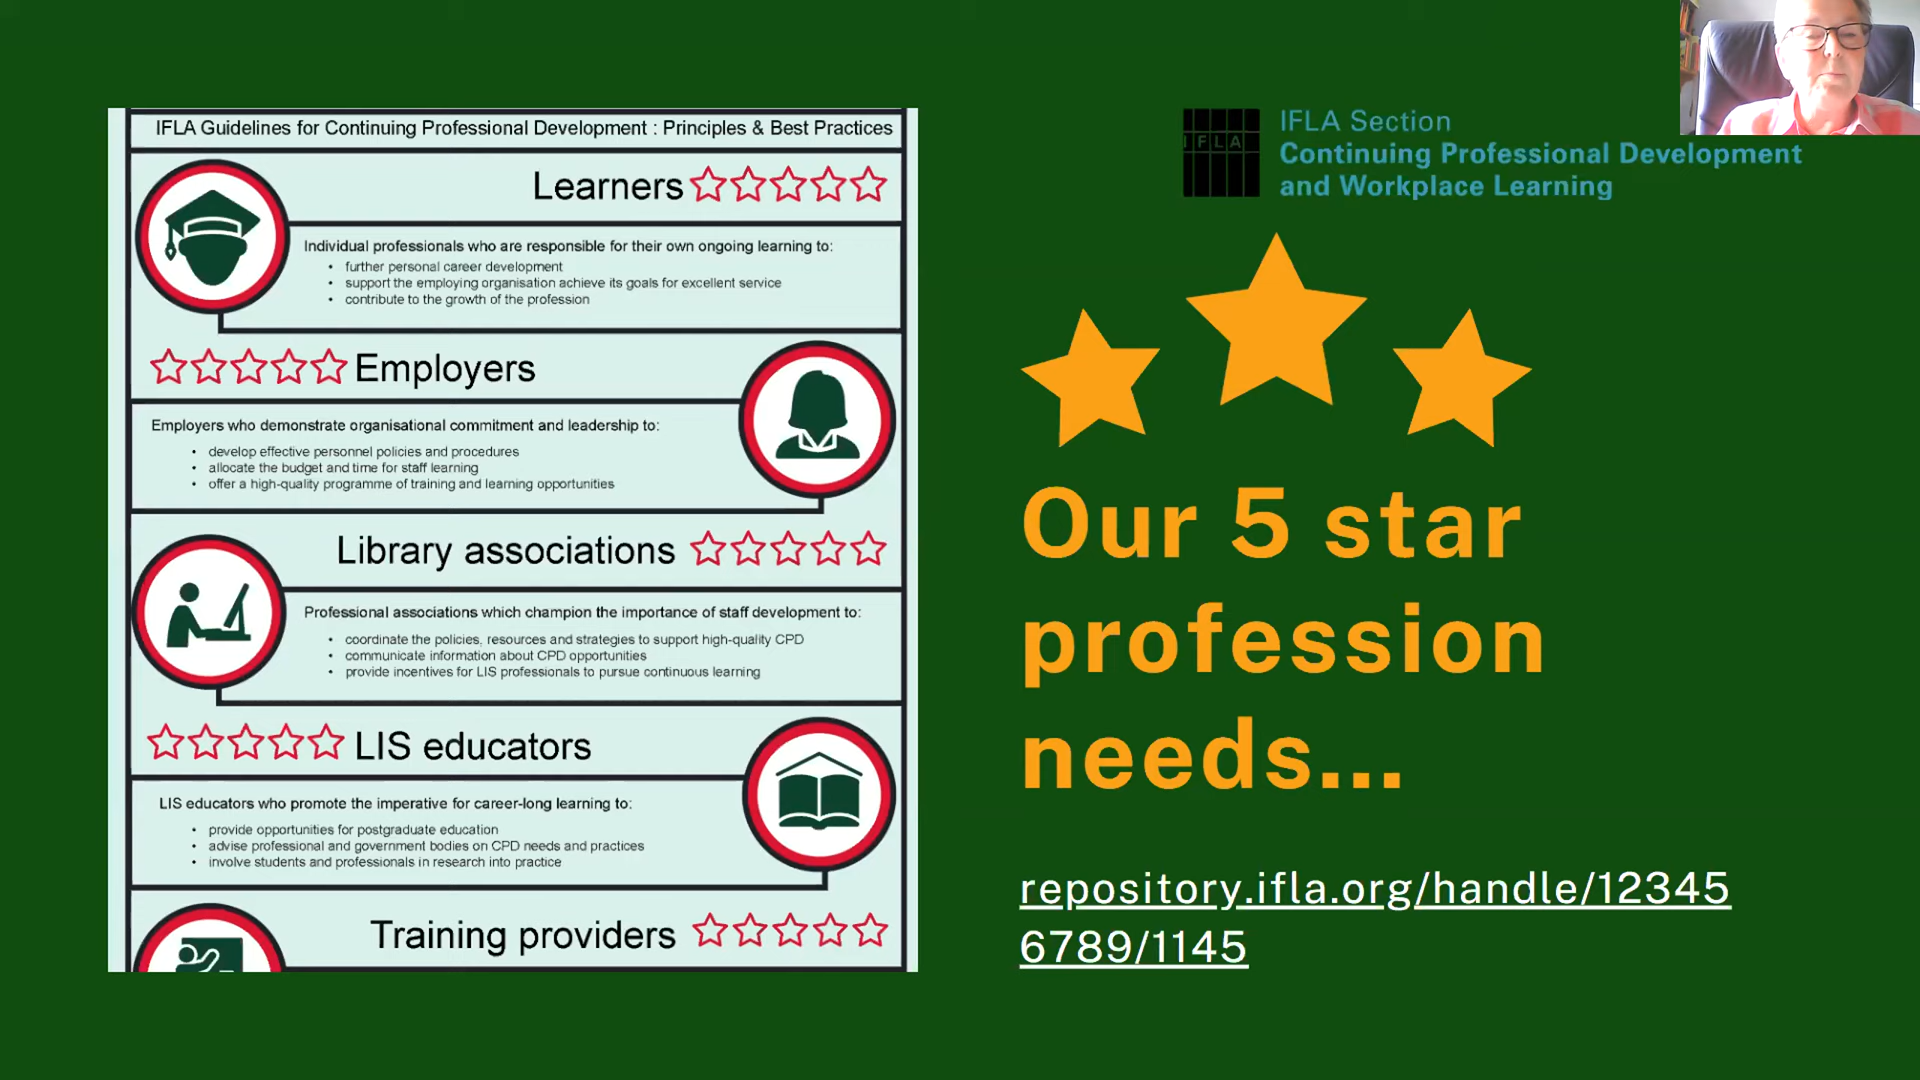 IFLA Guidelines for Continuing Professional Development : Principles & Best Practices
Learners
Individual professionals who are responsible for their own ongoing learning to:
• further personal career development
• support the employing organisation achieve its goals for excellent service
• contribute to the growth of the profession
Employers
Employers who demonstrate organisational commitment and leadership to:
• develop effective personnel policies and procedures
• allocate the budget and time for staff learning
• offer a high-quality programme of training and learning opportunities
Library associations
Professional associations which champion the importance of staff development to:
• coordinate the policies, resources and strategies to support high-quality CPD
• communicate information about CPD opportunities
• provide incentives for LIS professionals to pursue continuous learning
LIS educators
LIS educators who promote the imperative for career-long learning to:
• provide opportunities for postgraduate education
• advise professional and government bodies on CPD needs and practices
• involve students and professionals in research into practice
Training providers
IFLA
IFLA Section
Continuing Professional Development
and Workplace Learning
Our 5 star
profession
needs...
repository.ifla.org/handle/12345
6789/1145